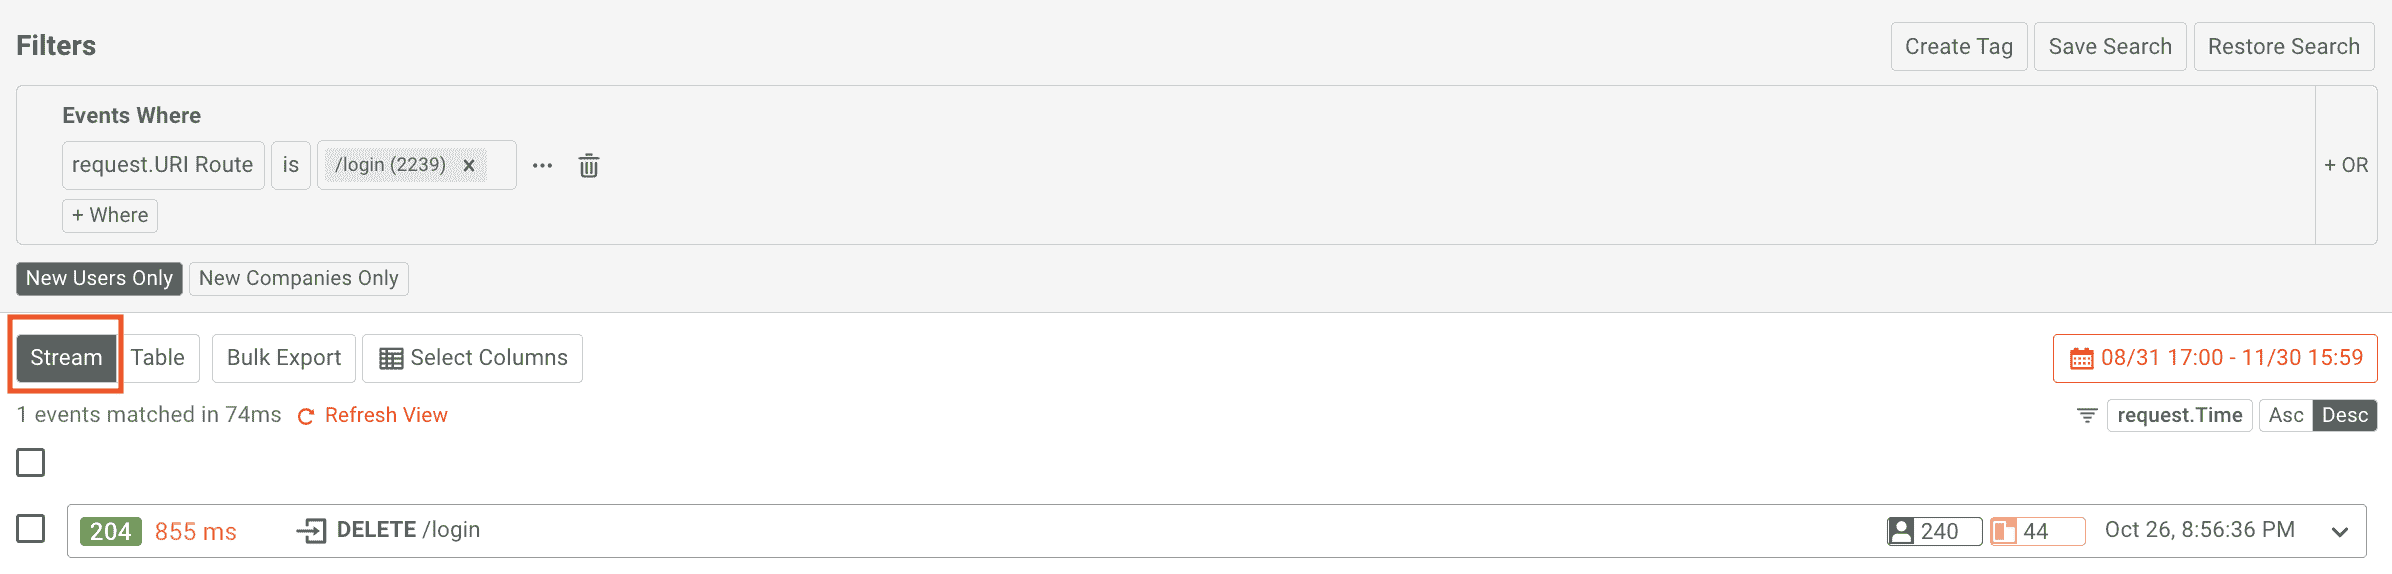 Filters
Create Tag
Save Search
Restore Search
Events Where
request.URI Route is /login (2239) × ...
+ OR
+ Where
New Users Only
New Companies Only
Stream
Table
Bulk Export
Select Columns
08/31 17:00 - 11/30 15:59
1 events matched in 74ms
Refresh View
request.Time
Asc
Desc
204 855 ms DELETE /login 240 44 Oct 26, 8:56:36 PM